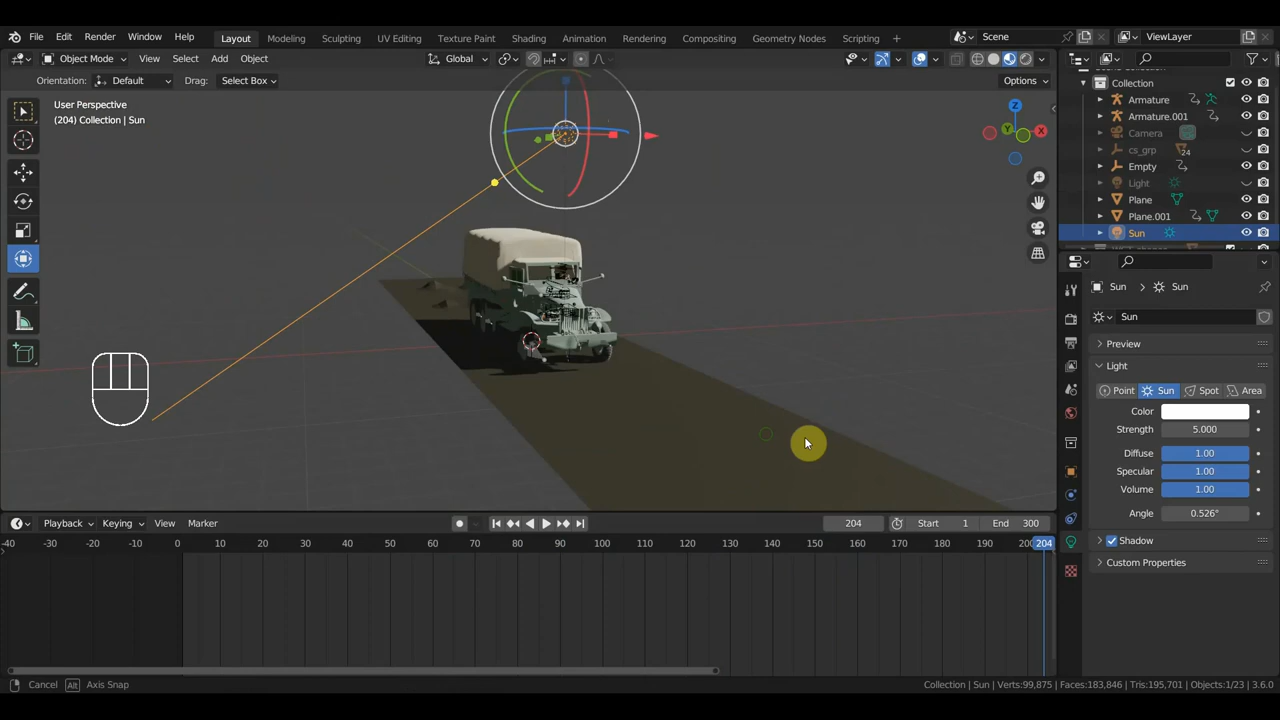 File Edit Render Window Help Layout Modeling Sculpting UV Editing Texture Paint Shading Animation Rendering Compositing Geometry Nodes Scripting + Scene ViewLayer
Object Mode View Select Add Object Global
Orientation: Default Drag: Select Box Options
User Perspective
(204) Collection | Sun
Z
Y X
Collection
Armature
Armature.001
Camera
cs_grp 24
Empty
Light
Plane
Plane.001
Sun
Sun > Sun
Sun
Preview
Light
Point Sun Spot Area
Color
Strength 5.000
Diffuse 1.00
Specular 1.00
Volume 1.00
Angle 0.526°
Shadow
Custom Properties
Playback Keying View Marker 204 Start 1 End 300
-40 -30 -20 -10 0 10 20 30 40 50 60 70 80 90 100 110 120 130 140 150 160 170 180 190 204
Cancel Alt Axis Snap Collection | Sun | Verts:99,875 | Faces:183,846 | Tris:195,701 | Objects:1/23 | 3.6.0